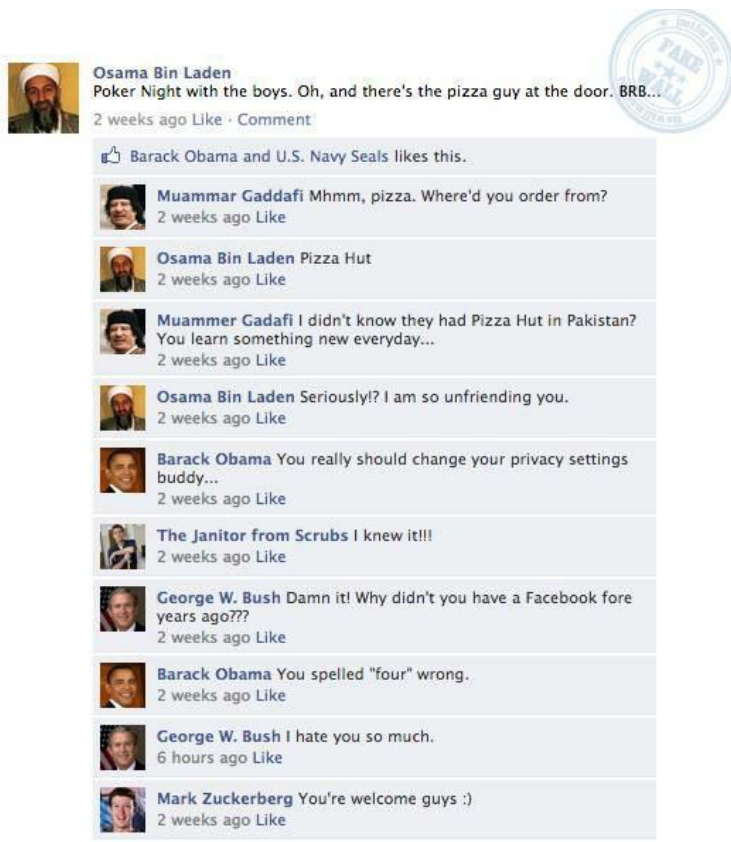 just for fun
FAKE
WALL
Osama Bin Laden
Poker Night with the boys. Oh, and there's the pizza guy at the door. BRB...
2 weeks ago Like · Comment
Barack Obama and U.S. Navy Seals likes this.
Muammar Gaddafi Mhmm, pizza. Where'd you order from?
2 weeks ago Like
Osama Bin Laden Pizza Hut
2 weeks ago Like
Muammer Gadafi I didn't know they had Pizza Hut in Pakistan?
You learn something new everyday...
2 weeks ago Like
Osama Bin Laden Seriously!? I am so unfriending you.
2 weeks ago Like
Barack Obama You really should change your privacy settings
buddy...
2 weeks ago Like
The Janitor from Scrubs I knew it!!!
2 weeks ago Like
George W. Bush Damn it! Why didn't you have a Facebook fore
years ago???
2 weeks ago Like
Barack Obama You spelled "four" wrong.
2 weeks ago Like
George W. Bush I hate you so much.
6 hours ago Like
Mark Zuckerberg You're welcome guys :)
2 weeks ago Like